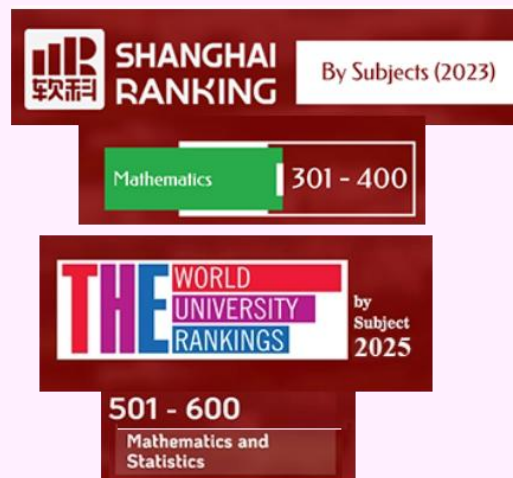 SHANGHAI
RANKING
软科
By Subjects (2023)
Mathematics
301 - 400
THE
WORLD
UNIVERSITY
RANKINGS
by
Subject
2025
501 - 600
Mathematics and
Statistics